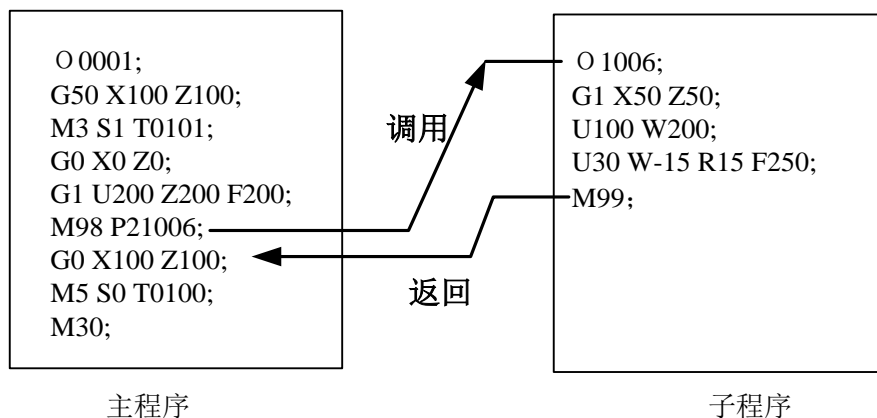 O 0001;
G50 X100 Z100;
M3 S1 T0101;
G0 X0 Z0;
G1 U200 Z200 F200;
M98 P21006;
G0 X100 Z100;
M5 S0 T0100;
M30;
调用
返回
O 1006;
G1 X50 Z50;
U100 W200;
U30 W-15 R15 F250;
M99；
主程序
子程序